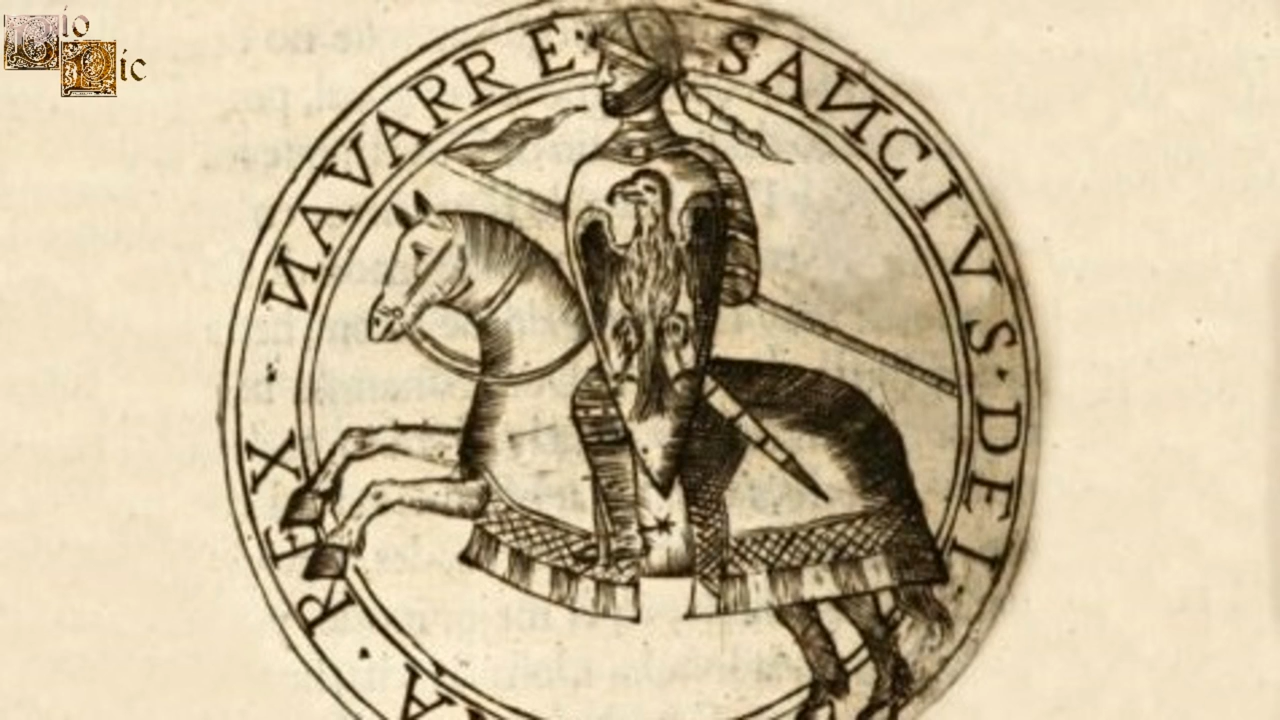 SANCIVS · DEI ·
A · REX · NAVARRE ·